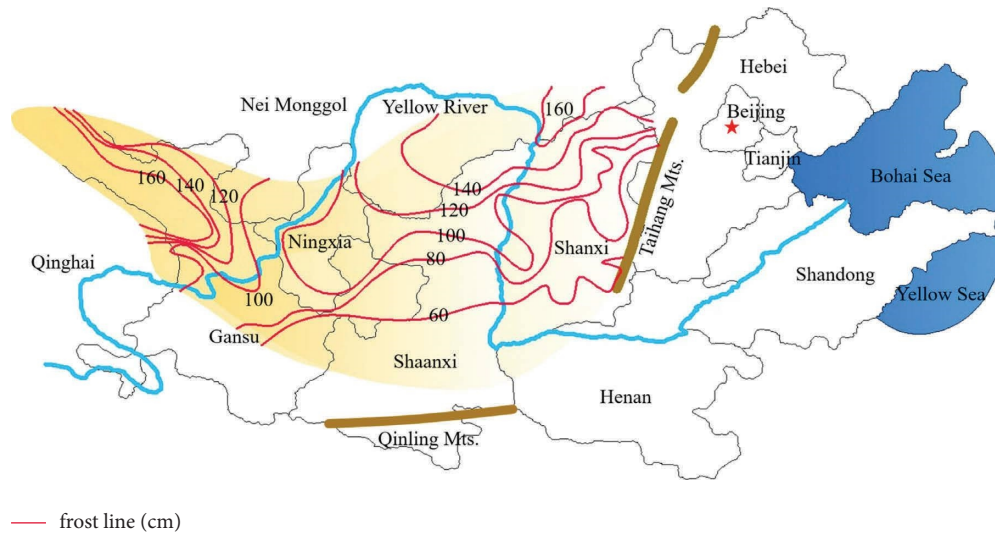 Hebei
Nei Monggol
Yellow River
160
Beijing
Tianjin
Bohai Sea
160
140
120
140
120
Taihang Mts.
Ningxia
100
Shanxi
Qinghai
80
Shandong
100
Yellow Sea
60
Gansu
Shaanxi
Henan
Qinling Mts.
frost line (cm)